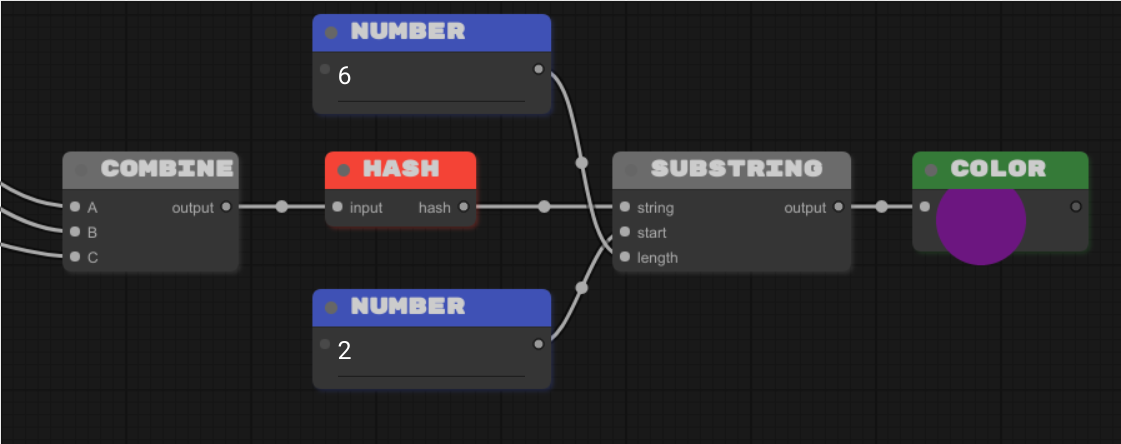 NUMBER
6
COMBINE
A output
B
C
HASH
input hash
SUBSTRING
string output
start
length
COLOR
NUMBER
2